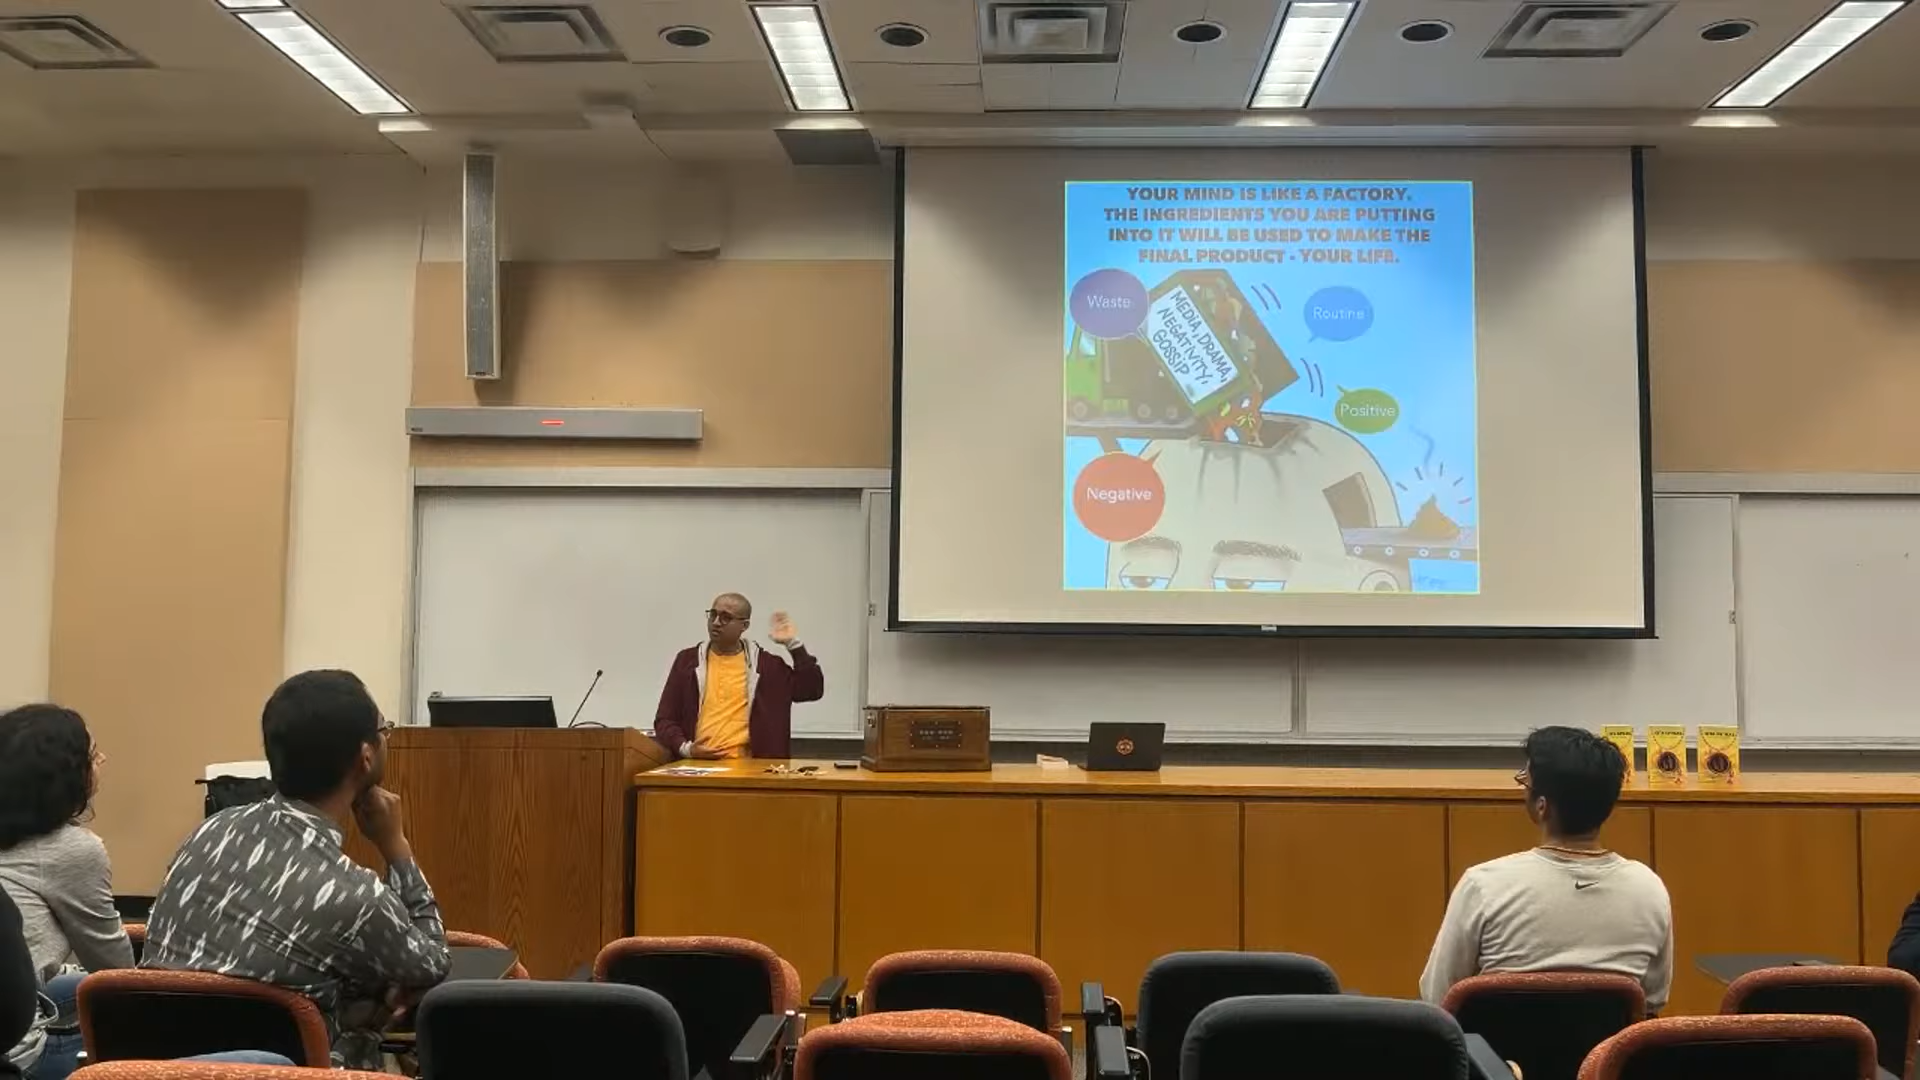 YOUR MIND IS LIKE A FACTORY.
THE INGREDIENTS YOU ARE PUTTING
INTO IT WILL BE USED TO MAKE THE
FINAL PRODUCT - YOUR LIFE.
Waste
MEDIA, DRAMA,
NEGATIVITY,
GOSSIP
Routine
Positive
Negative